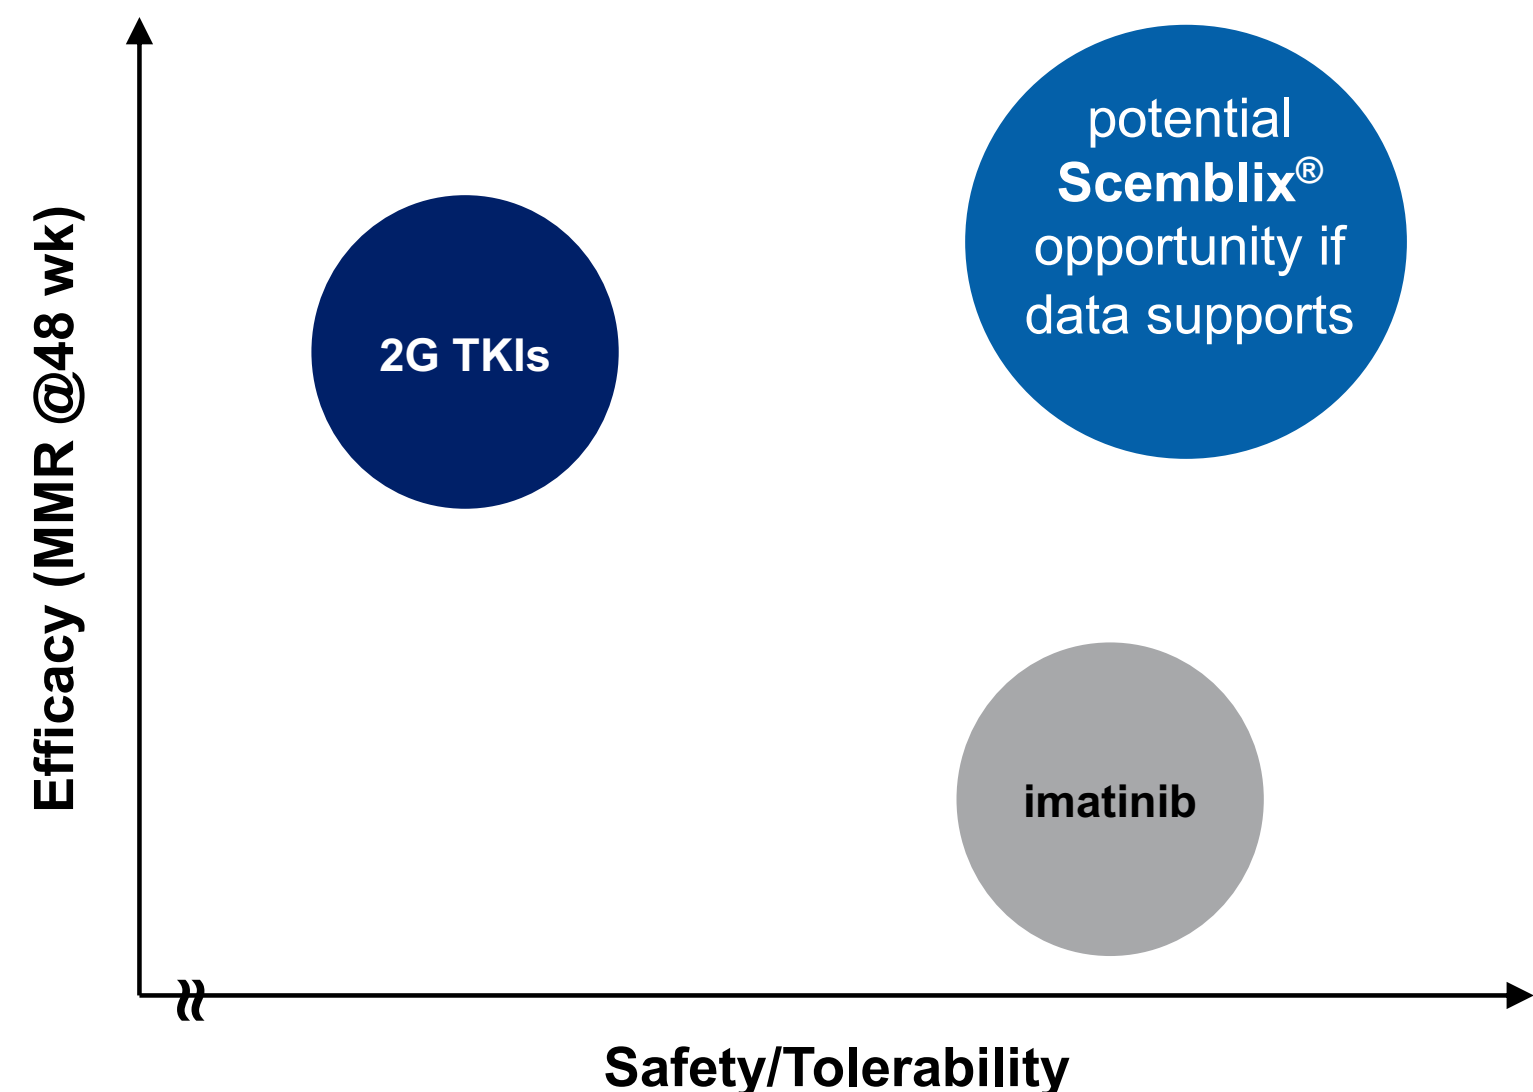 Efficacy (MMR @48 wk)
potential
Scemblix®
opportunity if
data supports
2G TKIs
imatinib
Safety/Tolerability